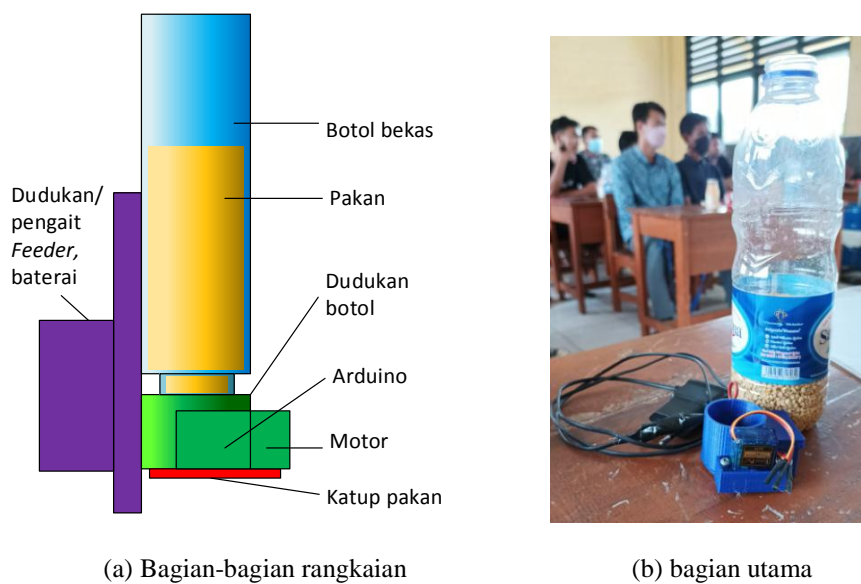 Botol bekas
Pakan
Dudukan/
pengait
Feeder,
baterai
Dudukan
botol
Arduino
Motor
Katup pakan
(a) Bagian-bagian rangkaian
(b) bagian utama